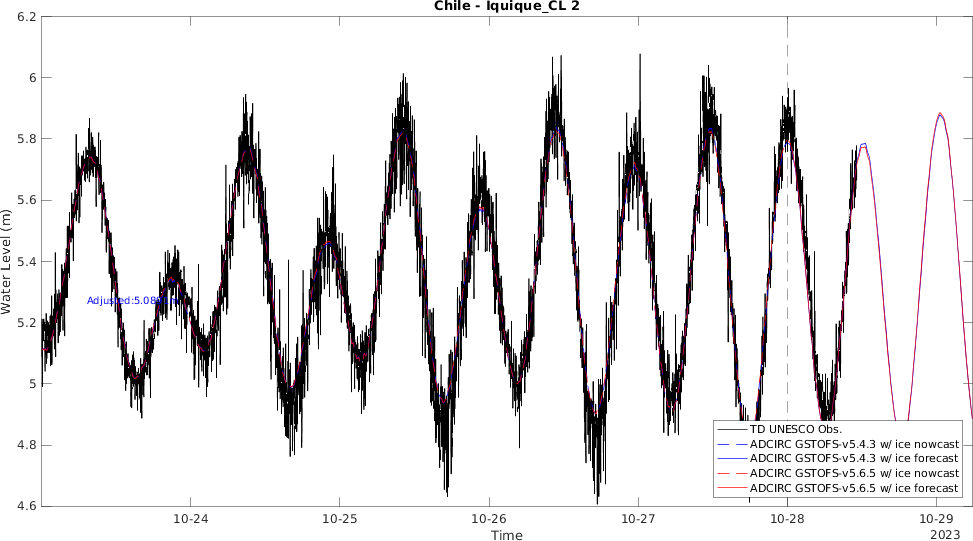 Chile - Iquique_CL 2
6.2
6
5.8
5.6
5.4
5.2
5
4.8
4.6
Water Level (m)
10-24
10-25
10-26
10-27
10-28
10-29
2023
Time
TD UNESCO Obs.
ADCIRC GSTOFS-v5.4.3 w/ ice nowcast
ADCIRC GSTOFS-v5.4.3 w/ ice forecast
ADCIRC GSTOFS-v5.6.5 w/ ice nowcast
ADCIRC GSTOFS-v5.6.5 w/ ice forecast